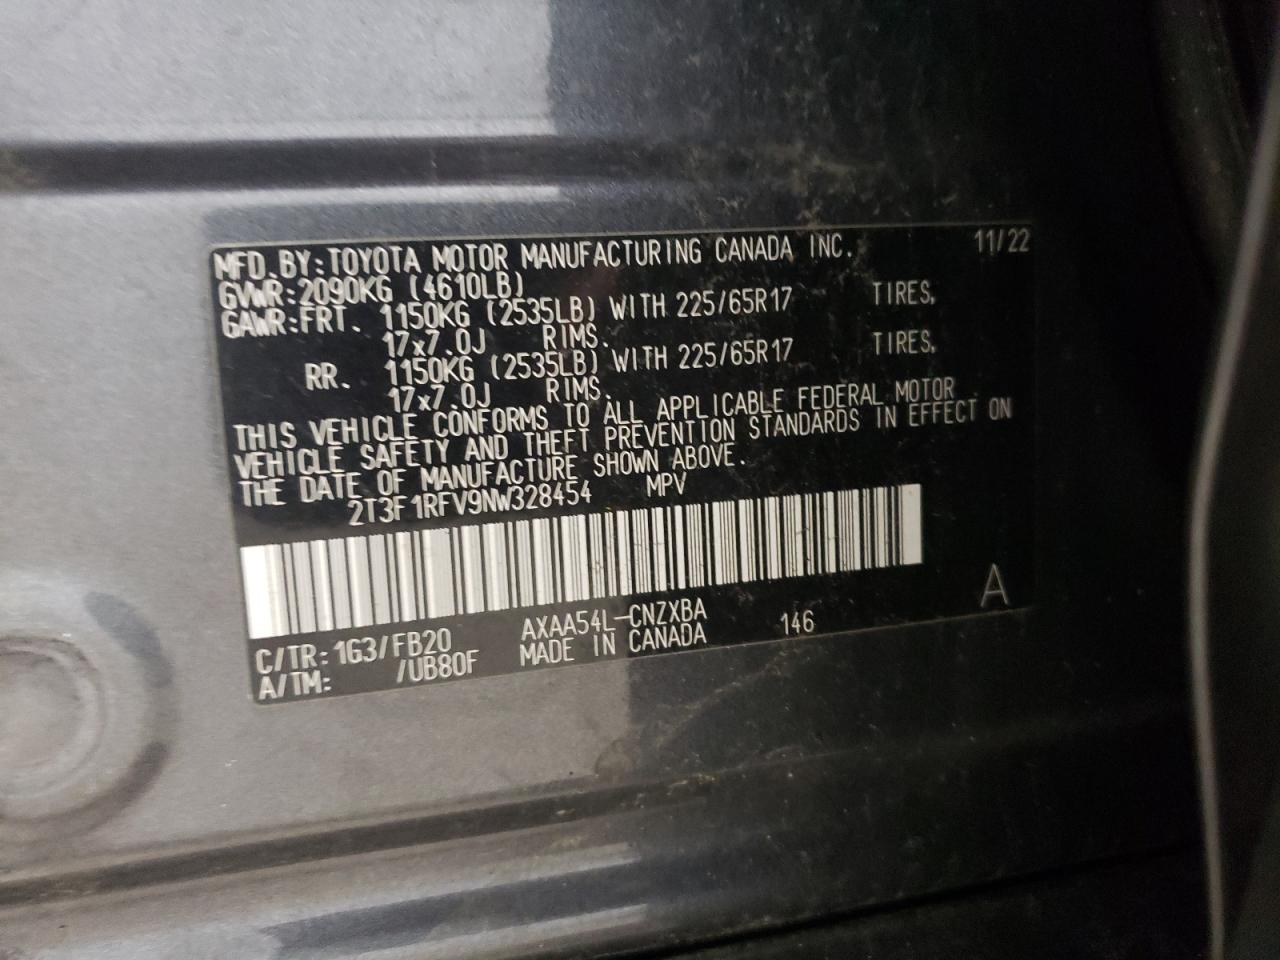 MFD.BY:TOYOTA MOTOR MANUFACTURING CANADA INC. 11/22
GVWR:2090KG (4610LB)
GAWR:FRT. 1150KG (2535LB) WITH 225/65R17 TIRES,
17x7.0J RIMS.
RR. 1150KG (2535LB) WITH 225/65R17 TIRES,
17x7.0J RIMS.
THIS VEHICLE CONFORMS TO ALL APPLICABLE FEDERAL MOTOR
VEHICLE SAFETY AND THEFT PREVENTION STANDARDS IN EFFECT ON
THE DATE OF MANUFACTURE SHOWN ABOVE.
2T3F1RFV9NW328454 MPV
A
C/TR:1G3/FB20 AXAA54L-CNZXBA 146
A/TM: /UB80F MADE IN CANADA